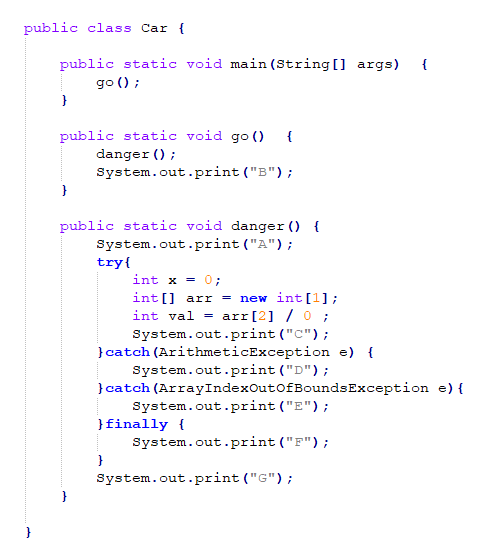 public class Car {
public static void main(String[] args)  {
go();
}
public static void go()  {
danger();
System.out.print("B");
}
public static void danger() {
System.out.print("A");
try{
int x = 0;
int[] arr = new int[1];
int val = arr[2] / 0 ;
System.out.print("C");
}catch(ArithmeticException e) {
System.out.print("D");
}catch(ArrayIndexOutOfBoundsException e){
System.out.print("E");
}finally {
System.out.print("F");
}
System.out.print("G");
}
}